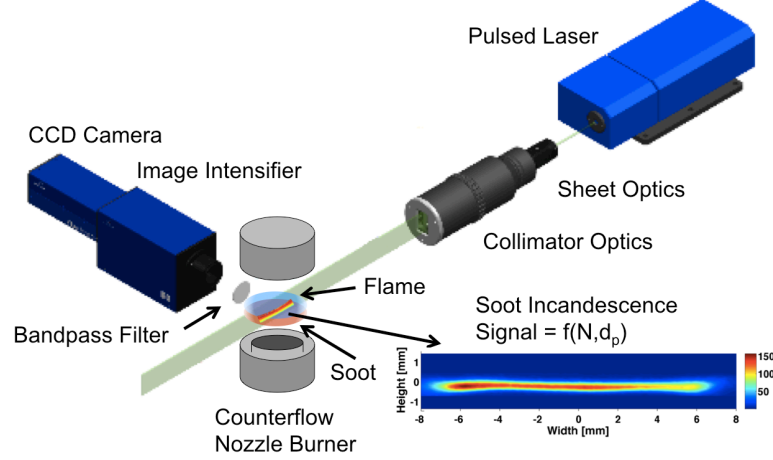 Pulsed Laser
CCD Camera
Image Intensifier
Sheet Optics
Collimator Optics
Flame
Bandpass Filter
Soot
Counterflow
Nozzle Burner
Soot Incandescence
Signal = f(N,dp)
Height [mm]
1
0
-1
-8
-6
-4
-2
0
2
4
6
8
Width [mm]
150
100
50